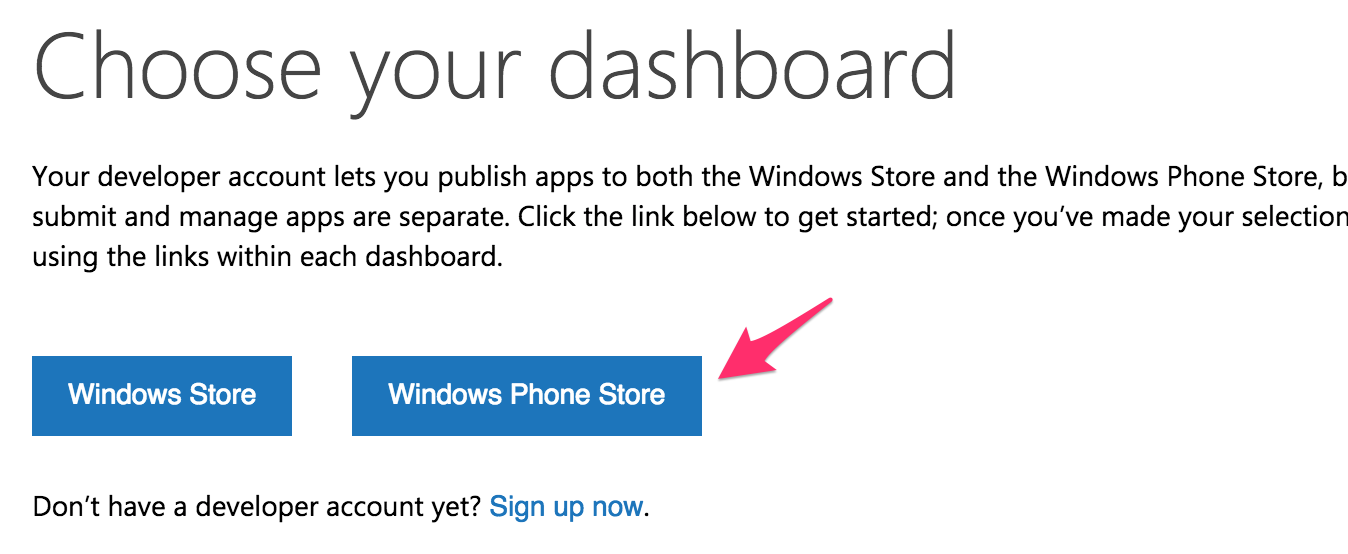 Choose your dashboard
Your developer account lets you publish apps to both the Windows Store and the Windows Phone Store, b
submit and manage apps are separate. Click the link below to get started; once you’ve made your selection
using the links within each dashboard.
Windows Store
Windows Phone Store
Don’t have a developer account yet? Sign up now.